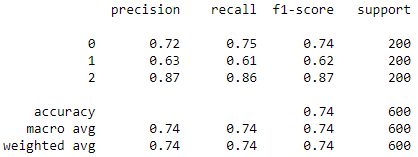 precision recall f1-score support
0 0.72 0.75 0.74 200
1 0.63 0.61 0.62 200
2 0.87 0.86 0.87 200
accuracy 0.74 600
macro avg 0.74 0.74 0.74 600
weighted avg 0.74 0.74 0.74 600